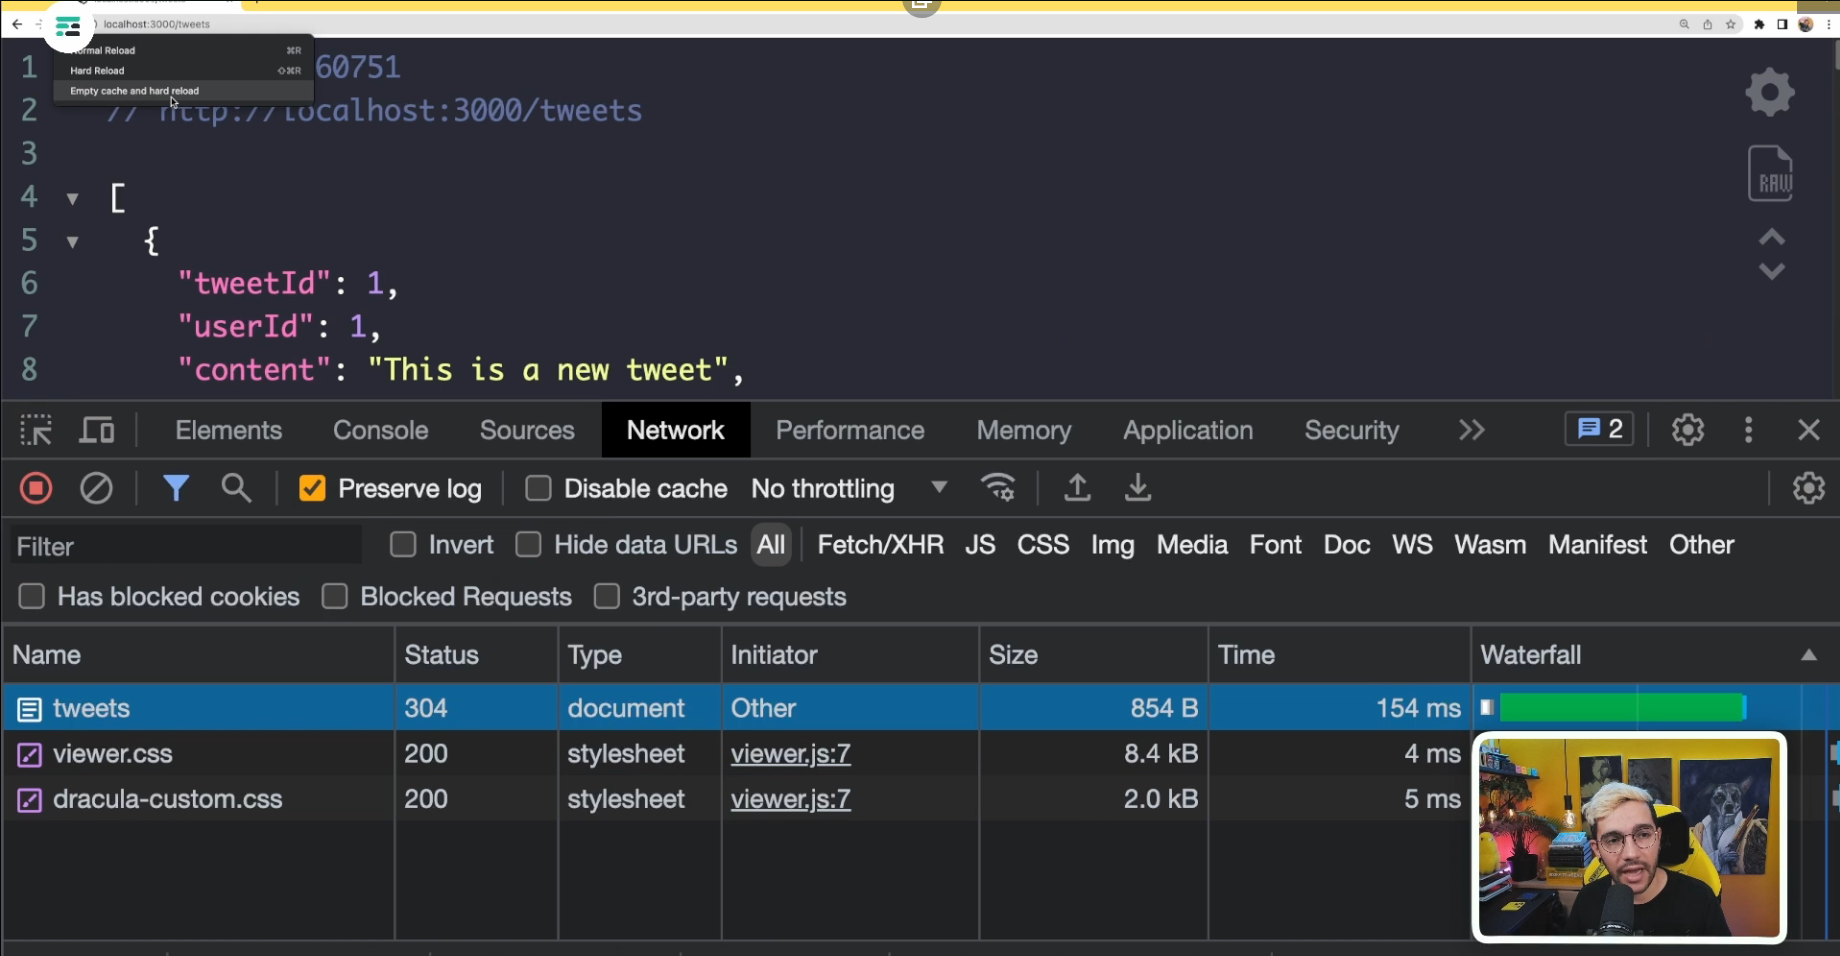 localhost:3000/tweets
Normal Reload ⌘R
Hard Reload ⇧⌘R
Empty cache and hard reload
1 60751
2 // http://localhost:3000/tweets
3
4 [
5 {
6 "tweetId": 1,
7 "userId": 1,
8 "content": "This is a new tweet",
Elements Console Sources Network Performance Memory Application Security 2
Preserve log Disable cache No throttling
Filter Invert Hide data URLs All Fetch/XHR JS CSS Img Media Font Doc WS Wasm Manifest Other
Has blocked cookies Blocked Requests 3rd-party requests
Name Status Type Initiator Size Time Waterfall
tweets 304 document Other 854 B 154 ms
viewer.css 200 stylesheet viewer.js:7 8.4 kB 4 ms
dracula-custom.css 200 stylesheet viewer.js:7 2.0 kB 5 ms
RAW